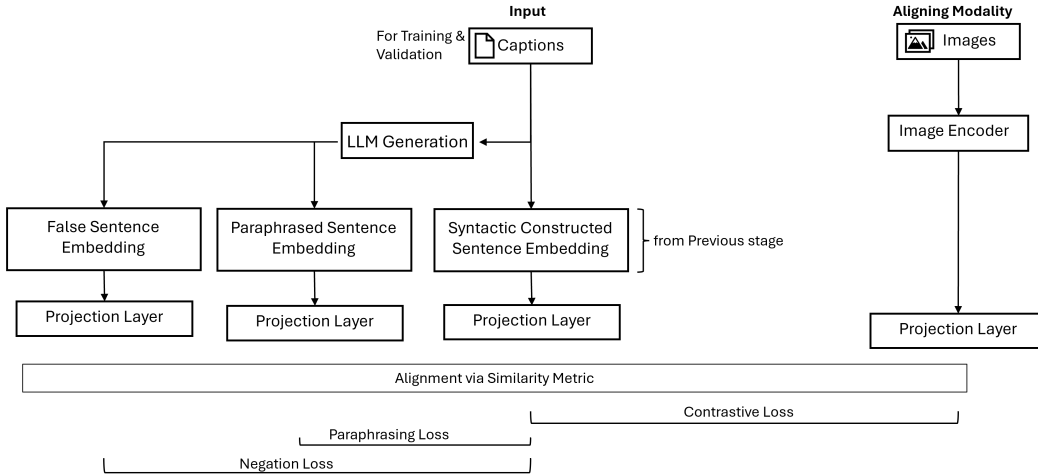 Input
Aligning Modality
For Training &
Validation
Captions
Images
LLM Generation
Image Encoder
False Sentence
Embedding
Paraphrased Sentence
Embedding
Syntactic Constructed
Sentence Embedding
from Previous stage
Projection Layer
Projection Layer
Projection Layer
Projection Layer
Alignment via Similarity Metric
Contrastive Loss
Paraphrasing Loss
Negation Loss